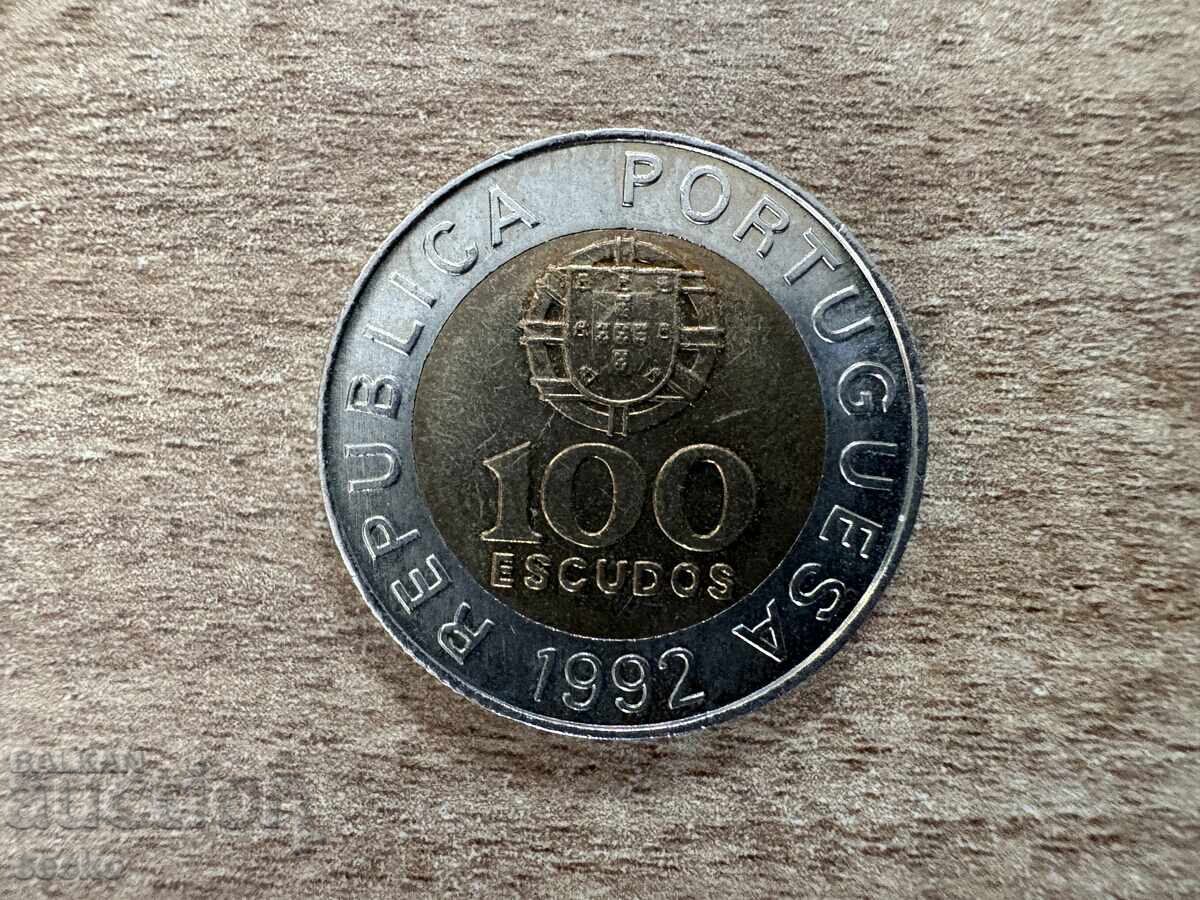 REPUBLICA PORTUGUESA
100
ESCUDOS
1992
BALKAN
auction